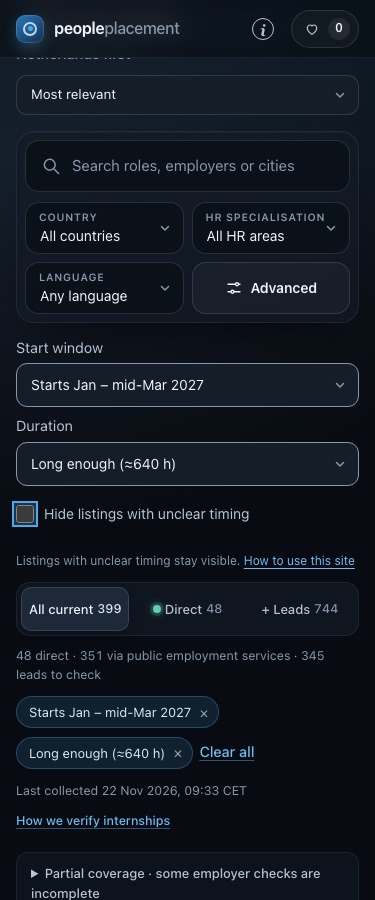 peopleplacement
i
0
Netherlands first
Most relevant
Search roles, employers or cities
COUNTRY
All countries
HR SPECIALISATION
All HR areas
LANGUAGE
Any language
Advanced
Start window
Starts Jan – mid-Mar 2027
Duration
Long enough (≈640 h)
Hide listings with unclear timing
Listings with unclear timing stay visible. How to use this site
All current 399
Direct 48
+ Leads 744
48 direct · 351 via public employment services · 345
leads to check
Starts Jan – mid-Mar 2027 ×
Long enough (≈640 h) × Clear all
Last collected 22 Nov 2026, 09:33 CET
How we verify internships
▶ Partial coverage · some employer checks are
incomplete